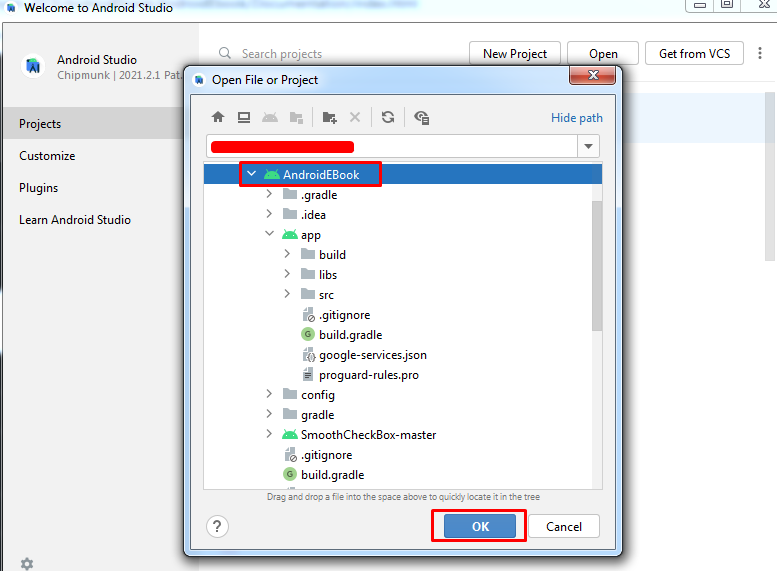 Welcome to Android Studio
Android Studio
Chipmunk | 2021.2.1 Pat
Search projects
New Project
Open
Get from VCS
Projects
Customize
Plugins
Learn Android Studio
Open File or Project
Hide path
AndroidEBook
.gradle
.idea
app
build
libs
src
.gitignore
build.gradle
google-services.json
proguard-rules.pro
config
gradle
SmoothCheckBox-master
.gitignore
build.gradle
Drag and drop a file into the space above to quickly locate it in the tree
?
OK
Cancel